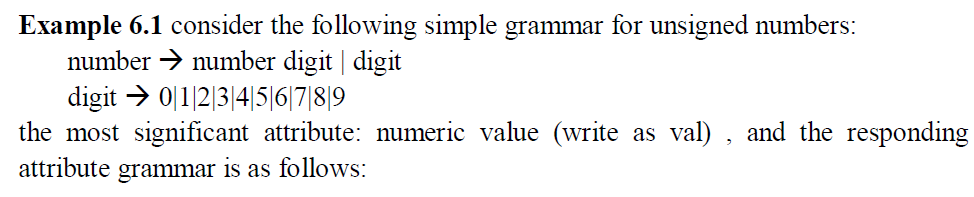 Example 6.1 consider the following simple grammar for unsigned numbers:
number → number digit | digit
digit → 0|1|2|3|4|5|6|7|8|9
the most significant attribute: numeric value (write as val) , and the responding
attribute grammar is as follows: